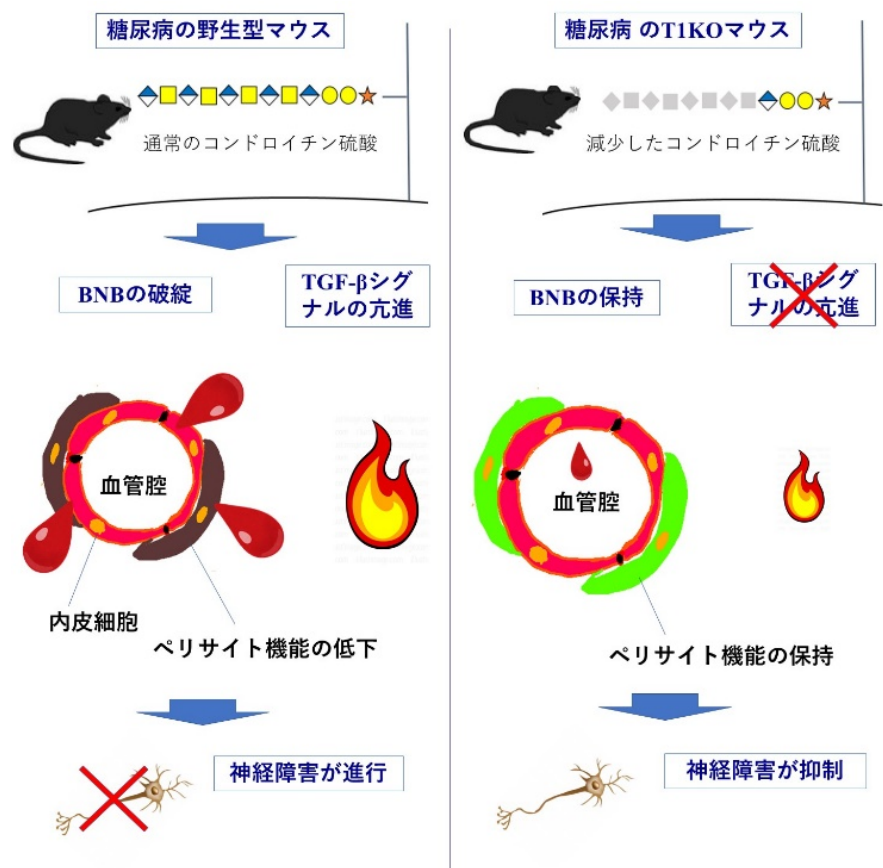 糖尿病の野生型マウス
通常のコンドロイチン硫酸
BNBの破綻
TGF-βシグ
ナルの亢進
血管腔
内皮細胞
ペリサイト機能の低下
神経障害が進行
糖尿病 のT1KOマウス
減少したコンドロイチン硫酸
BNBの保持
TGF-βシグ
ナルの亢進
血管腔
ペリサイト機能の保持
神経障害が抑制